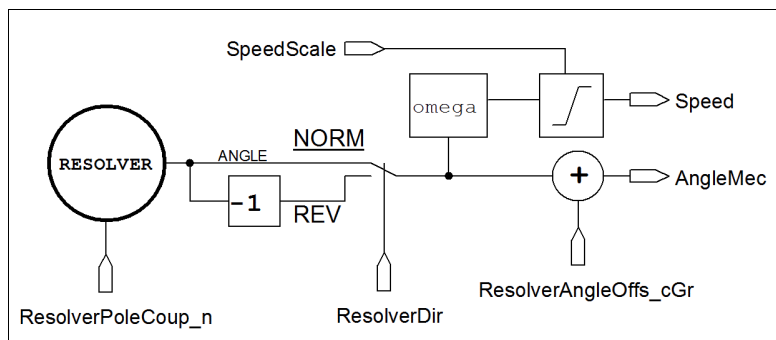 SpeedScale
omega
Speed
NORM
RESOLVER
ANGLE
+
AngleMec
-1
REV
ResolverPoleCoup_n
ResolverDir
ResolverAngleOffs_cGr